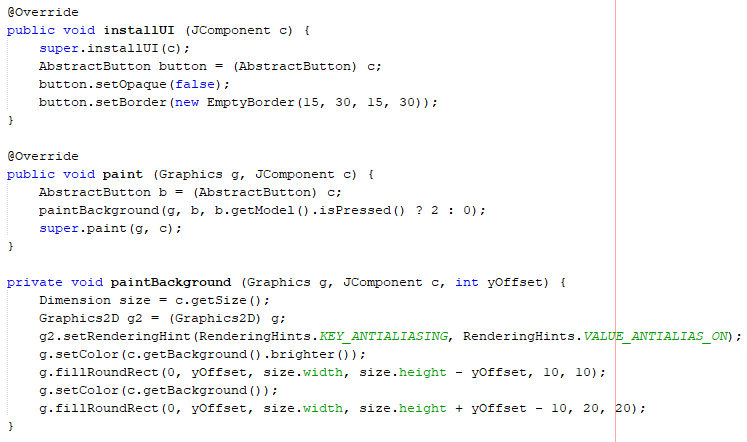 @Override
public void installUI (JComponent c) {
    super.installUI(c);
    AbstractButton button = (AbstractButton) c;
    button.setOpaque(false);
    button.setBorder(new EmptyBorder(15, 30, 15, 30));
}

@Override
public void paint (Graphics g, JComponent c) {
    AbstractButton b = (AbstractButton) c;
    paintBackground(g, b, b.getModel().isPressed() ? 2 : 0);
    super.paint(g, c);
}

private void paintBackground (Graphics g, JComponent c, int yOffset) {
    Dimension size = c.getSize();
    Graphics2D g2 = (Graphics2D) g;
    g2.setRenderingHint(RenderingHints.KEY_ANTIALIASING, RenderingHints.VALUE_ANTIALIAS_ON);
    g.setColor(c.getBackground().brighter());
    g.fillRoundRect(0, yOffset, size.width, size.height - yOffset, 10, 10);
    g.setColor(c.getBackground());
    g.fillRoundRect(0, yOffset, size.width, size.height + yOffset - 10, 20, 20);
}